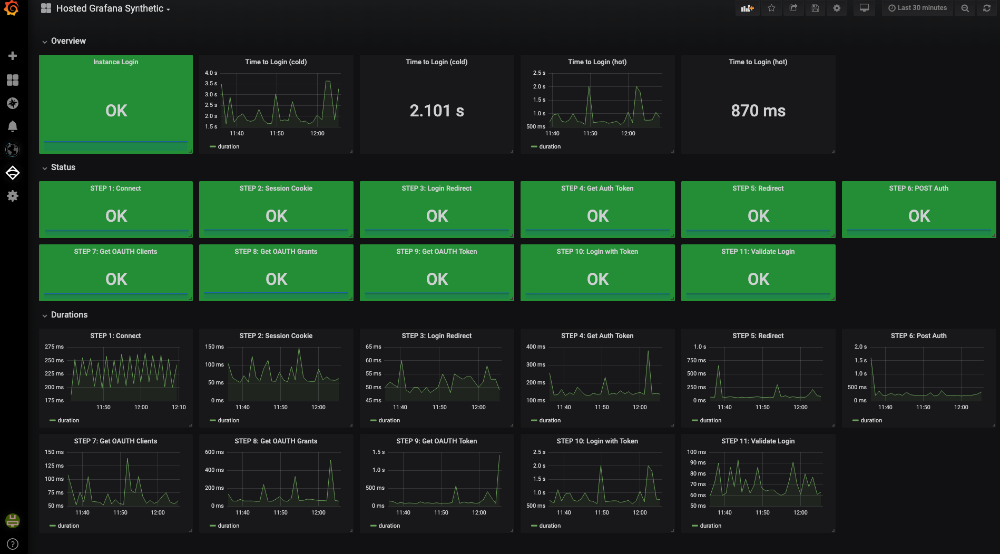 Hosted Grafana Synthetic
Last 30 minutes
Overview
Instance Login
OK
Time to Login (cold)
4.0 s
3.5 s
3.0 s
2.5 s
2.0 s
1.5 s
11:40 11:50 12:00
duration
Time to Login (cold)
2.101 s
Time to Login (hot)
2.5 s
2.0 s
1.5 s
1.0 s
500 ms
11:40 11:50 12:00
duration
Time to Login (hot)
870 ms
Status
STEP 1: Connect
OK
STEP 2: Session Cookie
OK
STEP 3: Login Redirect
OK
STEP 4: Get Auth Token
OK
STEP 5: Redirect
OK
STEP 6: POST Auth
OK
STEP 7: Get OAUTH Clients
OK
STEP 8: Get OAUTH Grants
OK
STEP 9: Get OAUTH Token
OK
STEP 10: Login with Token
OK
STEP 11: Validate Login
OK
Durations
STEP 1: Connect
275 ms
250 ms
225 ms
200 ms
175 ms
11:50 12:00 12:10
duration
STEP 2: Session Cookie
150 ms
100 ms
50 ms
0 ms
11:40 11:50 12:00
duration
STEP 3: Login Redirect
65 ms
60 ms
55 ms
50 ms
45 ms
11:40 11:50 12:00
duration
STEP 4: Get Auth Token
400 ms
300 ms
200 ms
100 ms
11:40 11:50 12:00
duration
STEP 5: Redirect
1.0 s
750 ms
500 ms
250 ms
0 ms
11:40 11:50 12:00
duration
STEP 6: Post Auth
2.0 s
1.5 s
1.0 s
500 ms
0 ms
11:40 11:50 12:00
duration
STEP 7: Get OAUTH Clients
150 ms
125 ms
100 ms
75 ms
50 ms
11:40 11:50 12:00
duration
STEP 8: Get OAUTH Grants
600 ms
400 ms
200 ms
0 ms
11:40 11:50 12:00
duration
STEP 9: Get OAUTH Token
1.5 s
1.0 s
500 ms
0 ms
11:40 11:50 12:00
duration
STEP 10: Login with Token
2.5 s
2.0 s
1.5 s
1.0 s
500 ms
11:40 11:50 12:00
duration
STEP 11: Validate Login
100 ms
90 ms
80 ms
70 ms
60 ms
50 ms
11:40 11:50 12:00
duration